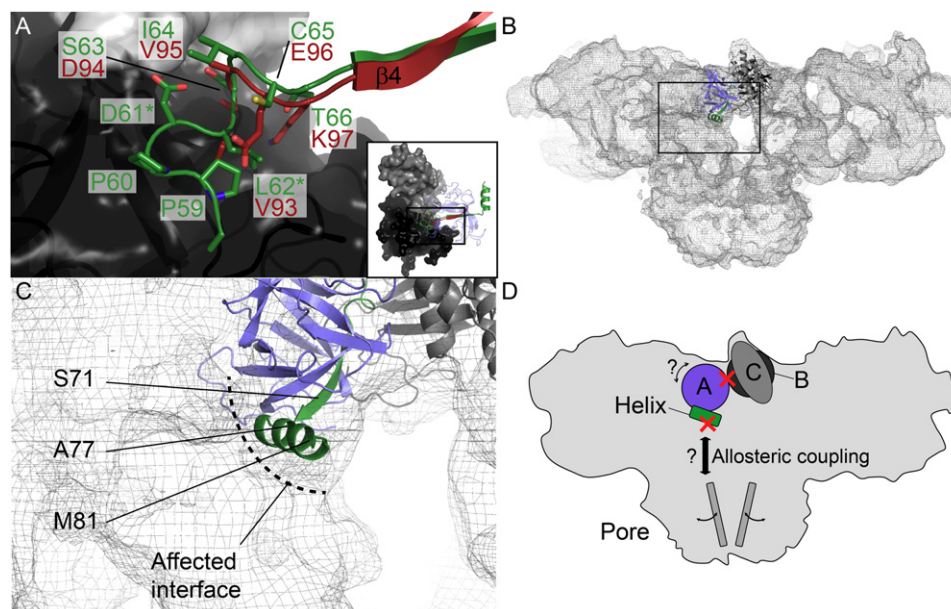 A
I64
V95
C65
E96
S63
D94
β4
D61*
T66
K97
P60
L62*
V93
P59
B
C
S71
A77
M81
Affected
interface
D
?
A
C
B
Helix
?
Allosteric coupling
Pore